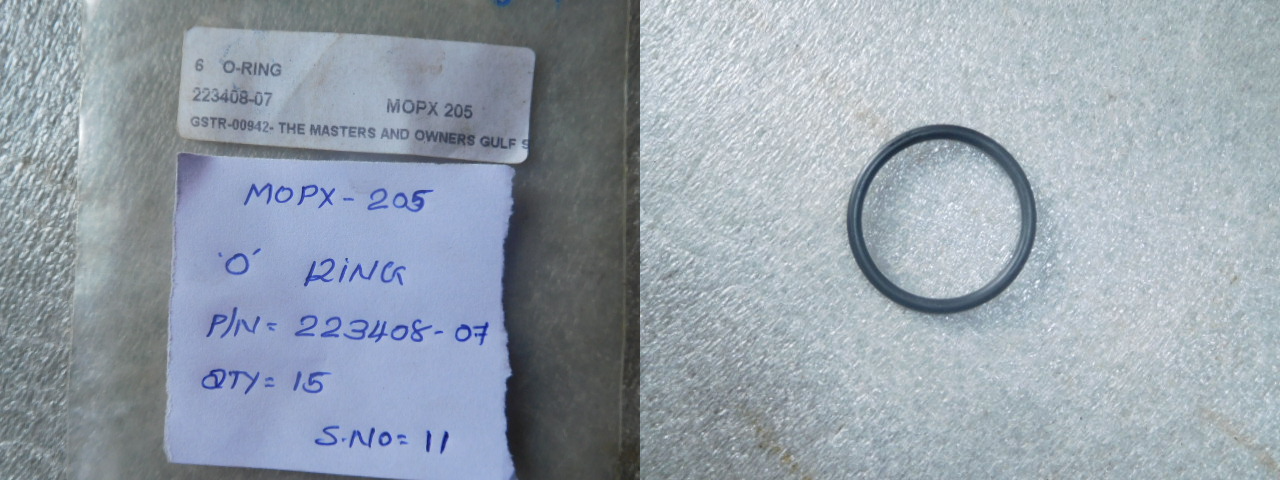 6 O-RING
223408-07 MOPX 205
GSTR-00942- THE MASTERS AND OWNERS GULF S
MOPX - 205
'O' RING
P/N = 223408-07
QTY = 15
S.NO = 11